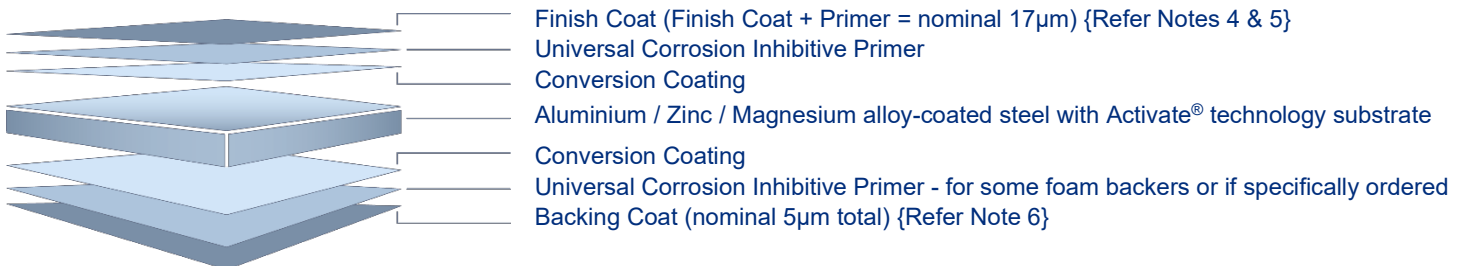 Finish Coat (Finish Coat + Primer = nominal 17µm) {Refer Notes 4 & 5}
Universal Corrosion Inhibitive Primer
Conversion Coating
Aluminium / Zinc / Magnesium alloy-coated steel with Activate® technology substrate
Conversion Coating
Universal Corrosion Inhibitive Primer - for some foam backers or if specifically ordered
Backing Coat (nominal 5µm total) {Refer Note 6}